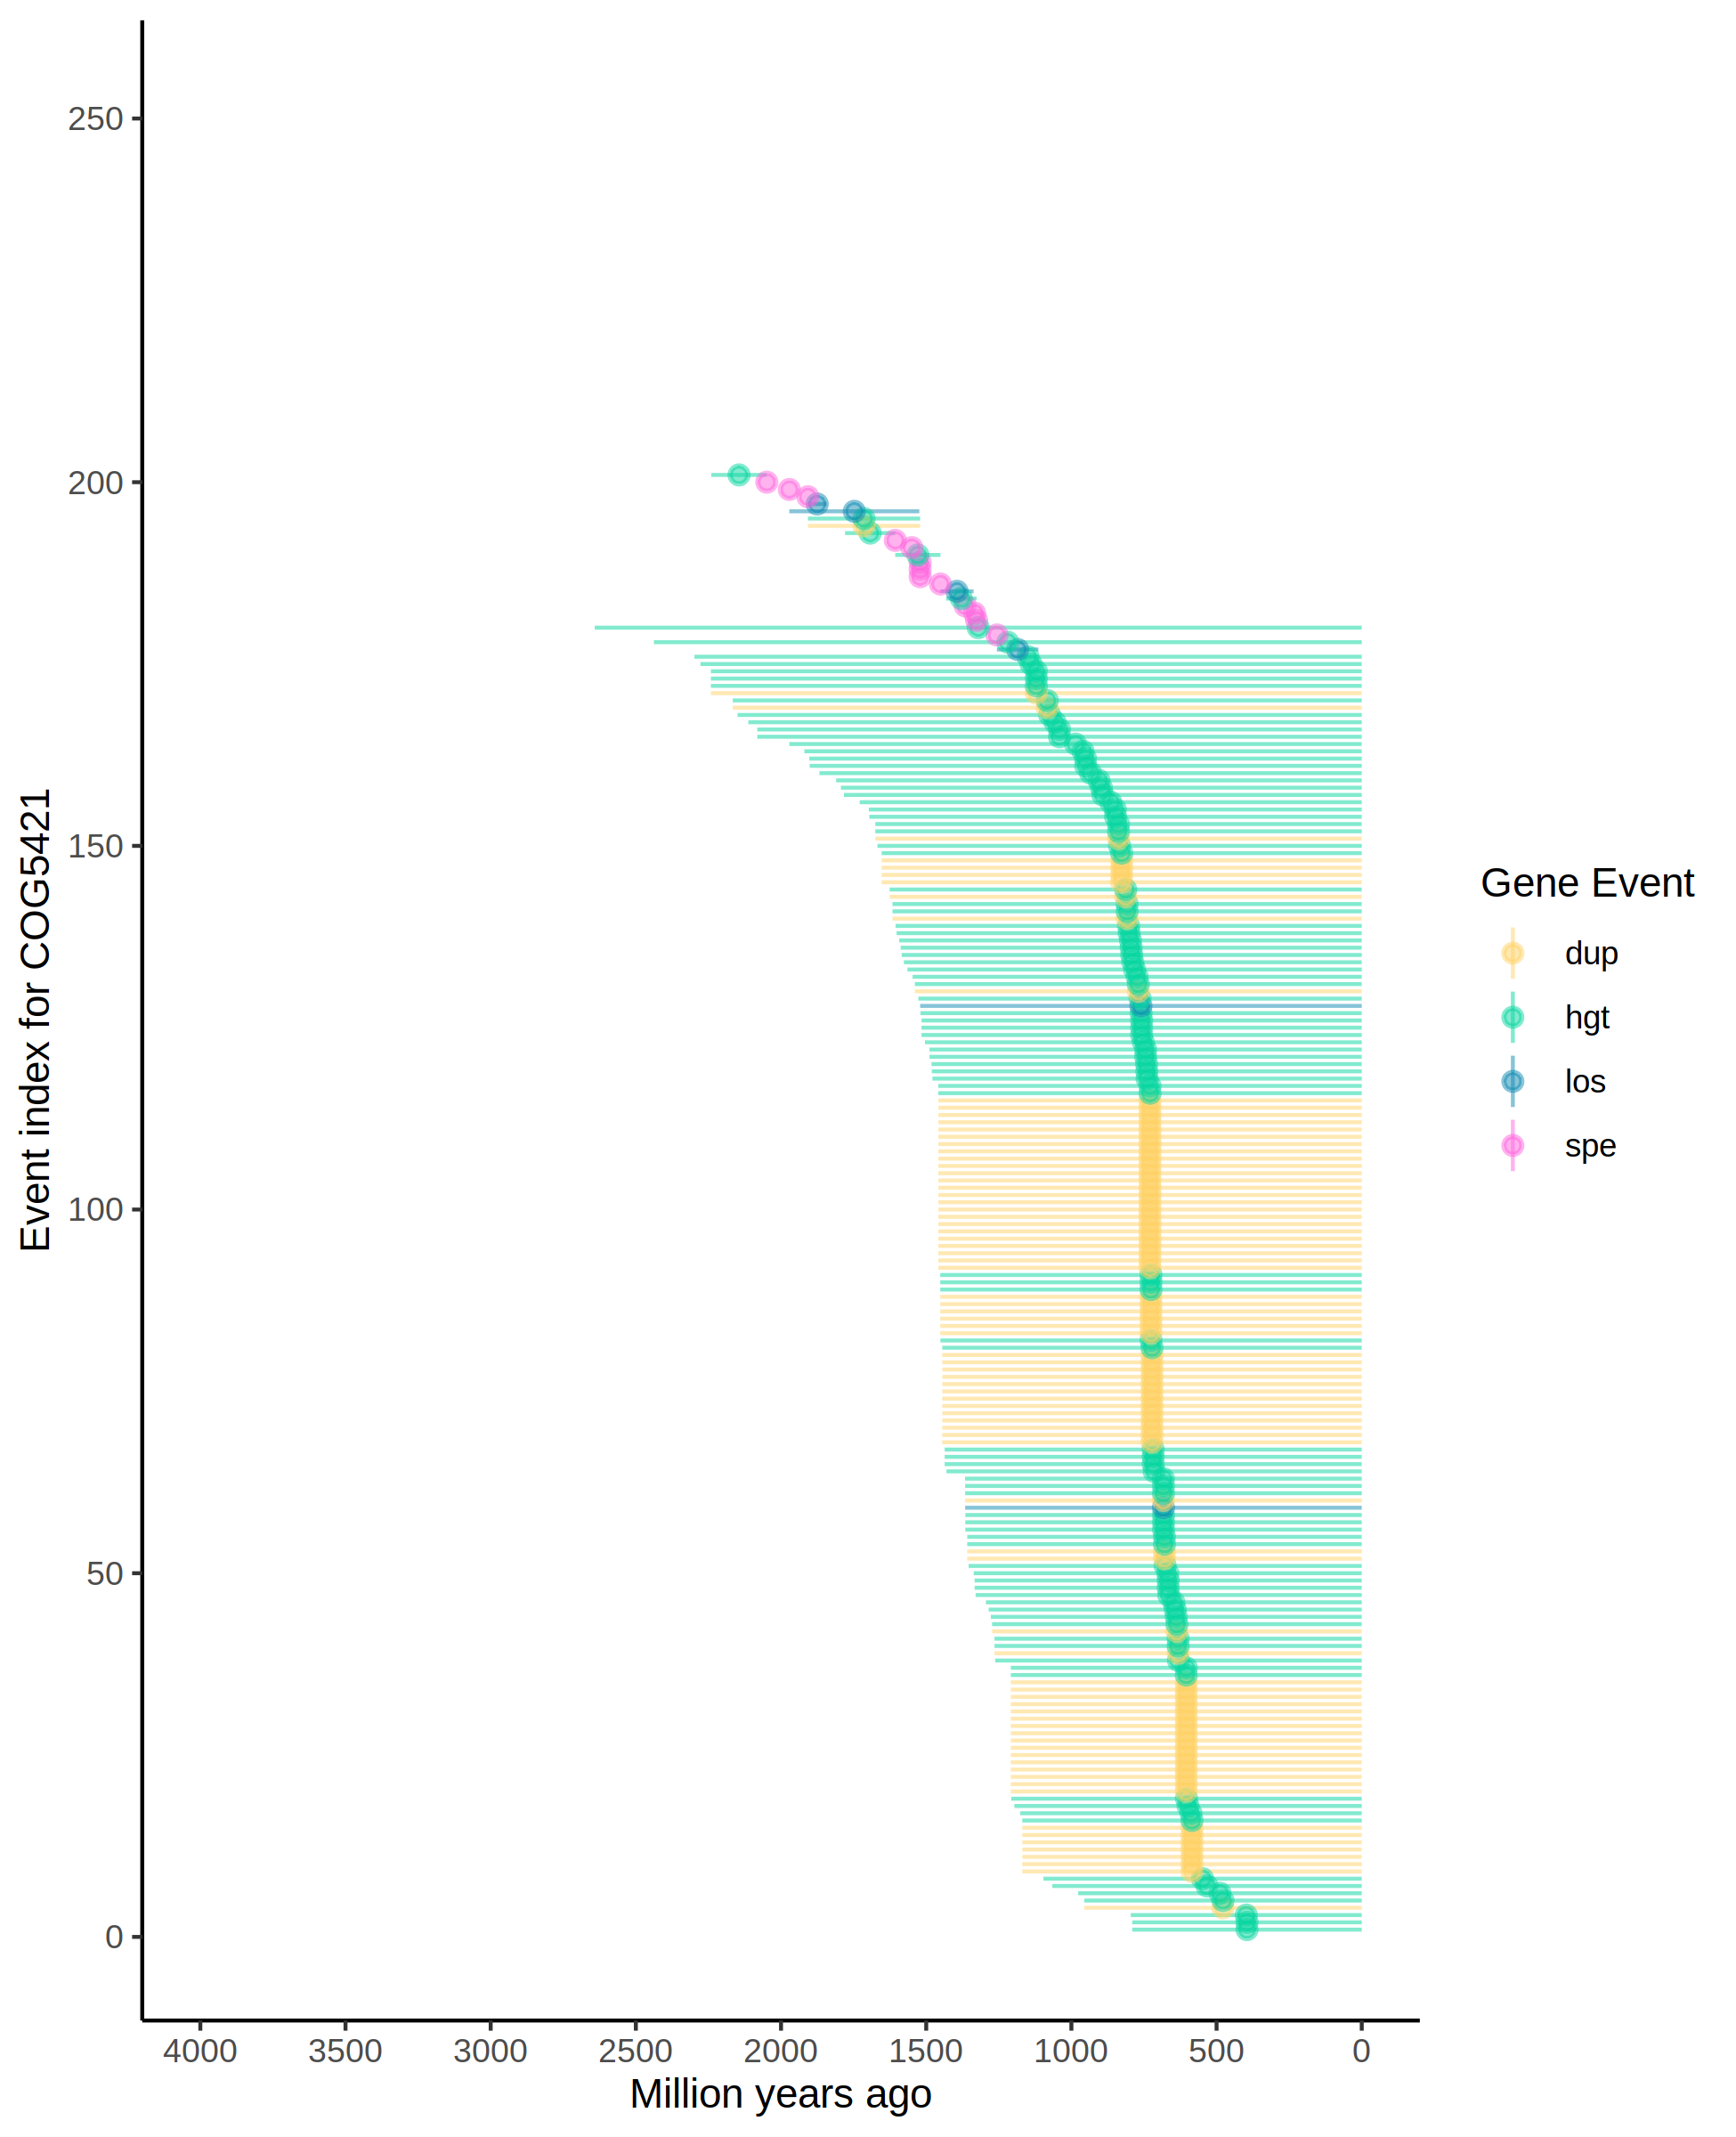 Event index for COG5421
250
200
150
100
50
0
4000 3500 3000 2500 2000 1500 1000 500 0
Million years ago
Gene Event
dup
hgt
los
spe